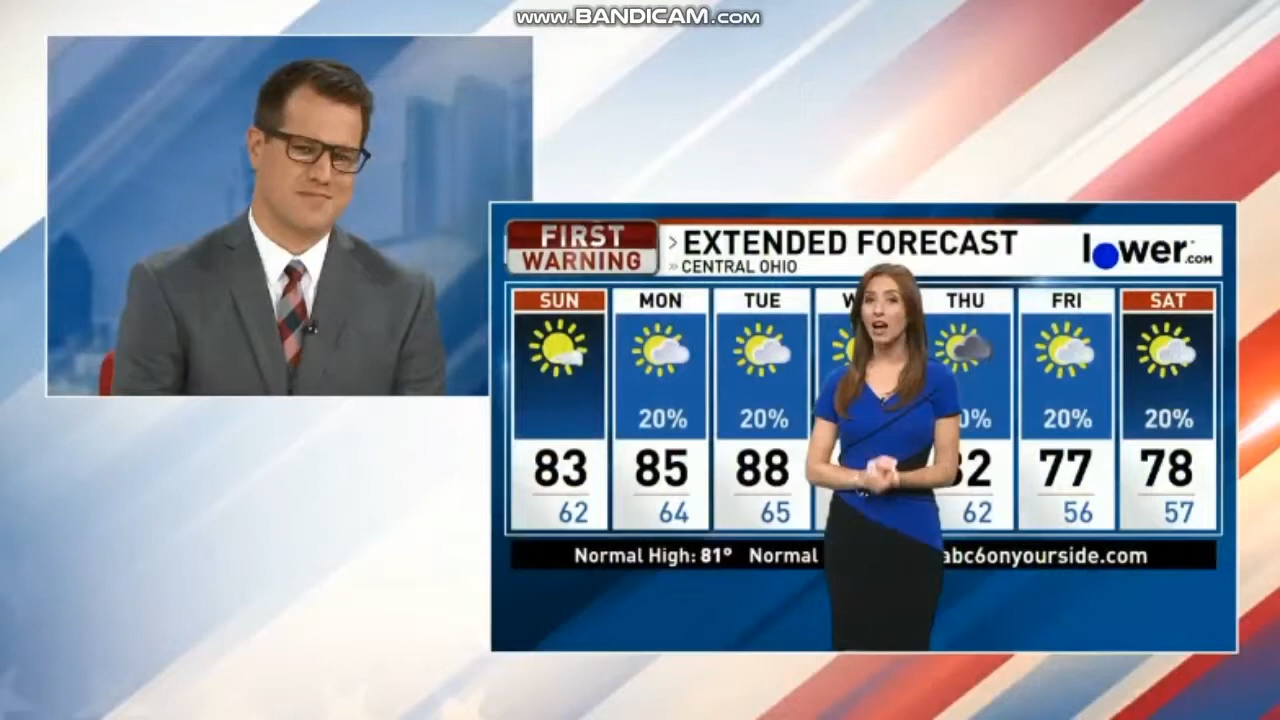 www.BANDICAM.com
FIRST
WARNING
> EXTENDED FORECAST
» CENTRAL OHIO
lower.com
SUN MON TUE W THU FRI SAT
20% 20% 0% 20% 20%
83 85 88 32 77 78
62 64 65 62 56 57
Normal High: 81° Normal abc6onyourside.com